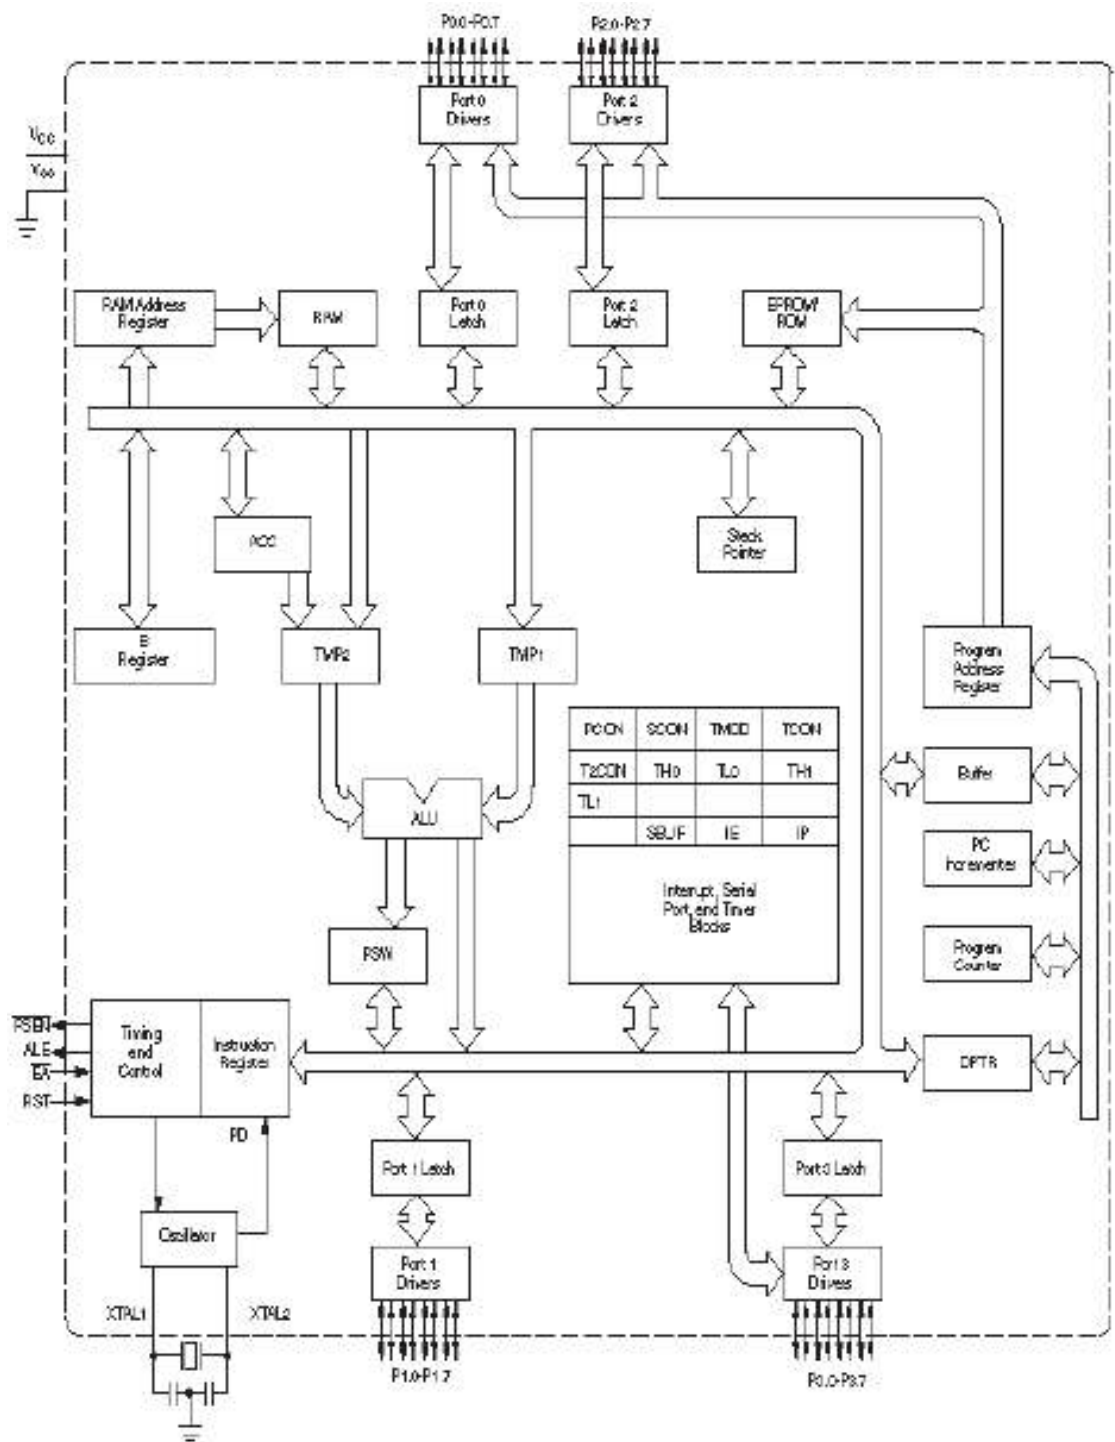 P0.0-P0.7
P2.0-P2.7
Port 0
Drivers
Port 2
Drivers
VCC
VSS
RAM Address
Register
RAM
Port 0
Latch
Port 2
Latch
EPROM/
ROM
ACC
Stack
Pointer
B
Register
TMP2
TMP1
Program
Address
Register
PCON SCON TMOD TCON
T2CON TH0 TL0 TH1
TL1
SBUF IE IP
Buffer
ALU
PC
Incrementer
Interrupt, Serial
Port, and Timer
Blocks
PSW
Program
Counter
PSEN
ALE
EA
RST
Timing
and
Control
Instruction
Register
DPTR
PD
Port 1 Latch
Port 3 Latch
Oscillator
Port 1
Drivers
Port 3
Drivers
XTAL1
XTAL2
P1.0-P1.7
P3.0-P3.7